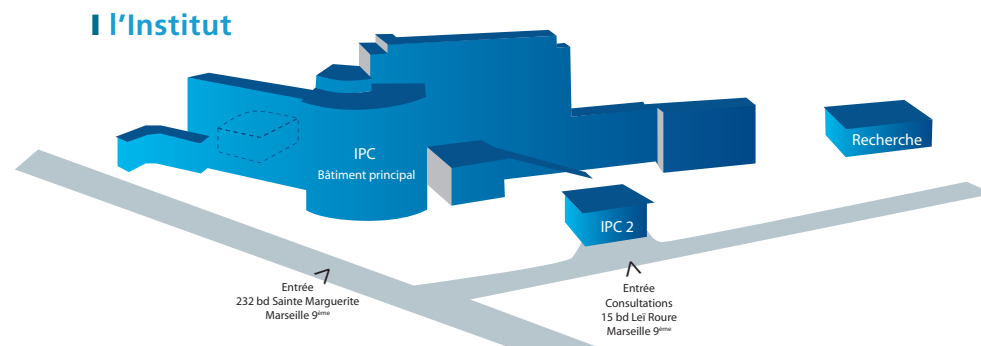 l'Institut
IPC
Bâtiment principal
Recherche
IPC 2
Entrée
232 bd Sainte Marguerite
Marseille 9ème
Entrée
Consultations
15 bd Leï Roure
Marseille 9ème